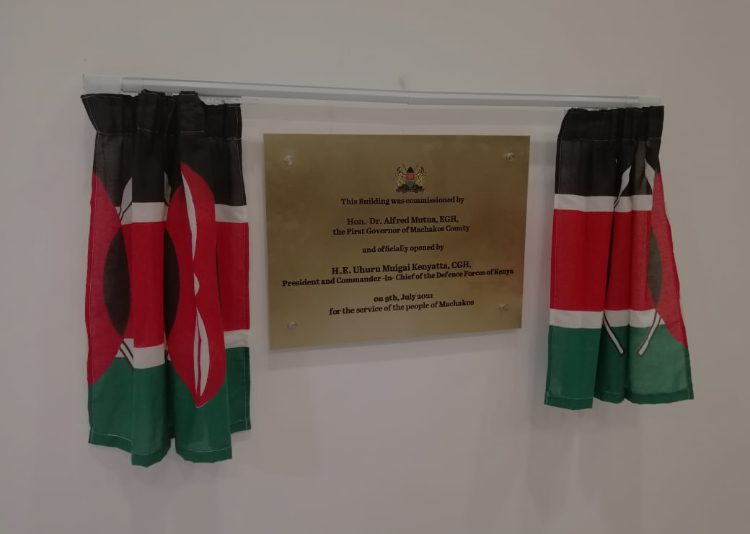 This Building was commissioned by
Hon. Dr. Alfred Mutua, EGH,
the First Governor of Machakos County
and officially opened by
H.E. Uhuru Muigai Kenyatta, CGH,
President and Commander -in- Chief of the Defence Forces of Kenya
on 9th, July 2021
for the service of the people of Machakos